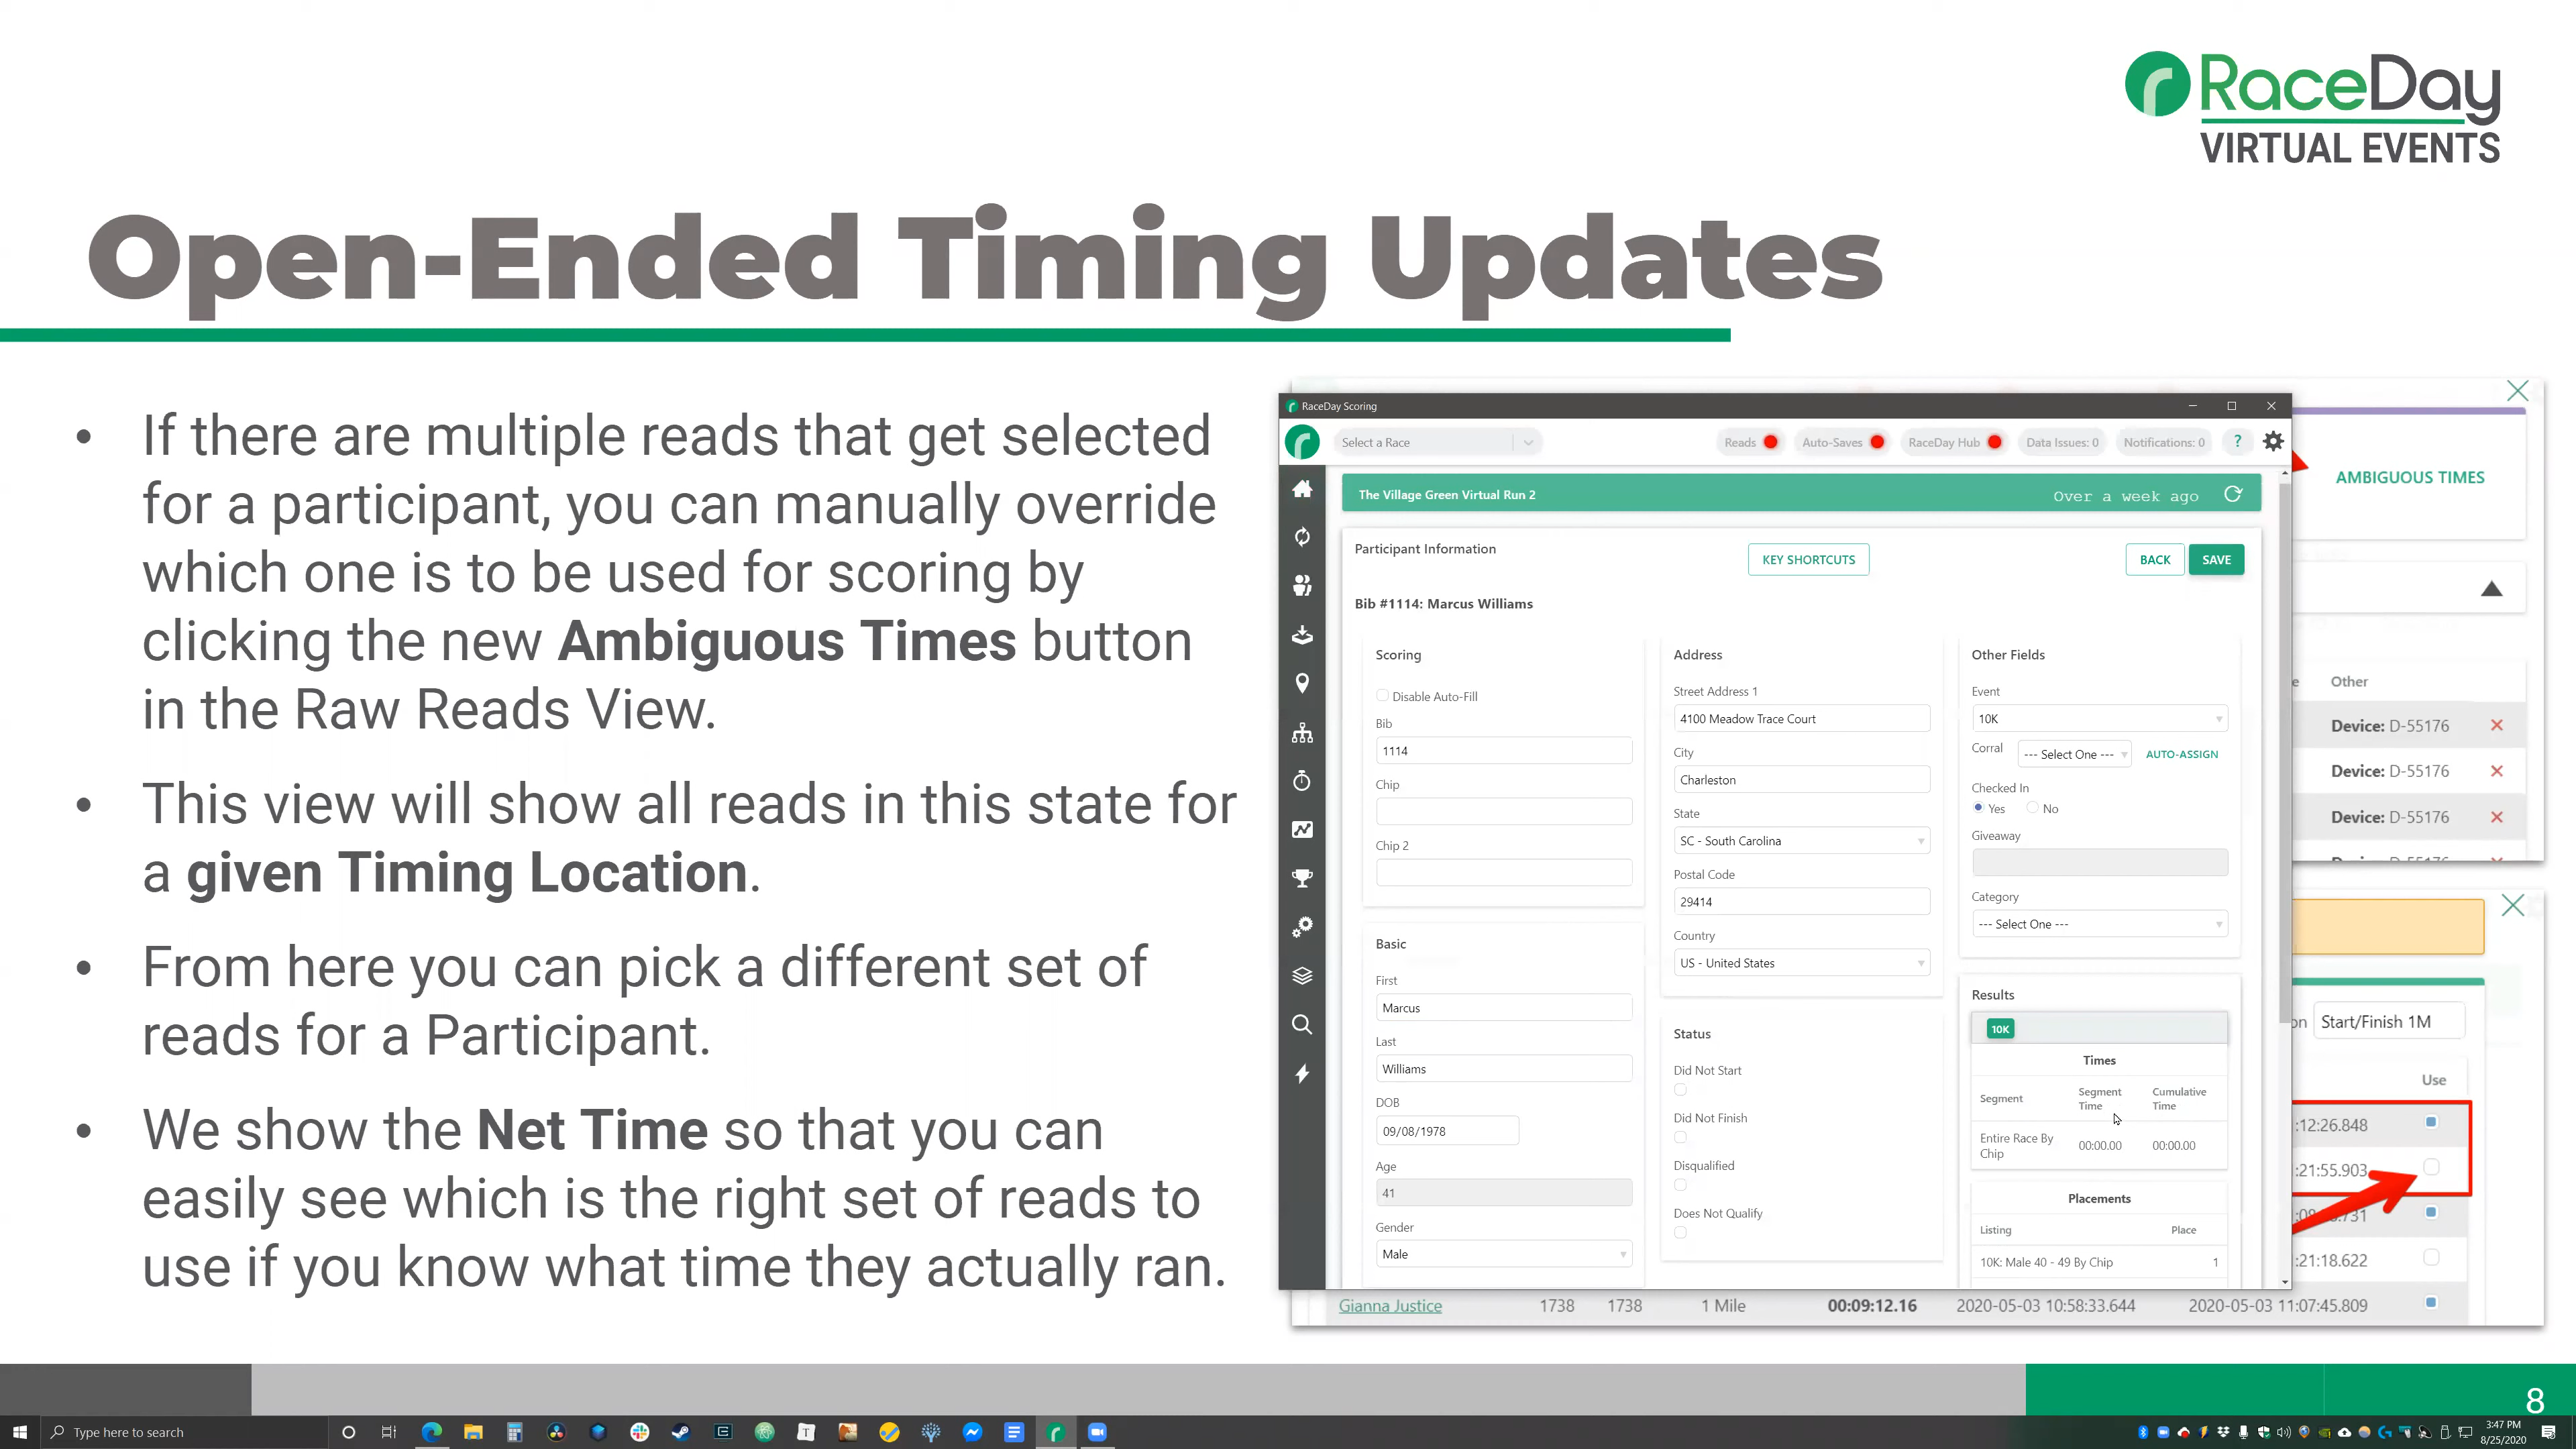 RaceDay
VIRTUAL EVENTS
Open-Ended Timing Updates
• If there are multiple reads that get selected
for a participant, you can manually override
which one is to be used for scoring by
clicking the new Ambiguous Times button
in the Raw Reads View.
• This view will show all reads in this state for
a given Timing Location.
• From here you can pick a different set of
reads for a Participant.
• We show the Net Time so that you can
easily see which is the right set of reads to
use if you know what time they actually ran.
RaceDay Scoring
Select a Race
Reads
Auto-Saves
RaceDay Hub
Data Issues: 0
Notifications: 0
?
The Village Green Virtual Run 2
Over a week ago
Participant Information
KEY SHORTCUTS
BACK
SAVE
Bib #1114: Marcus Williams
Scoring
Disable Auto-Fill
Bib
1114
Chip
Chip 2
Basic
First
Marcus
Last
Williams
DOB
09/08/1978
Age
41
Gender
Male
Address
Street Address 1
4100 Meadow Trace Court
City
Charleston
State
SC - South Carolina
Postal Code
29414
Country
US - United States
Status
Did Not Start
Did Not Finish
Disqualified
Does Not Qualify
Other Fields
Event
10K
Corral
--- Select One ---
AUTO-ASSIGN
Checked In
Yes
No
Giveaway
Category
--- Select One ---
Results
10K
Times
Segment
Segment Time
Cumulative Time
Entire Race By Chip
00:00.00
00:00.00
Placements
Listing
Place
10K: Male 40 - 49 By Chip
1
AMBIGUOUS TIMES
Other
Device: D-55176
Device: D-55176
Device: D-55176
on
Start/Finish 1M
Use
:12:26.848
:21:55.903
:21:18.622
Gianna Justice 1738 1738 1 Mile 00:09:12.16 2020-05-03 10:58:33.644 2020-05-03 11:07:45.809
8
Type here to search
3:47 PM
8/25/2020